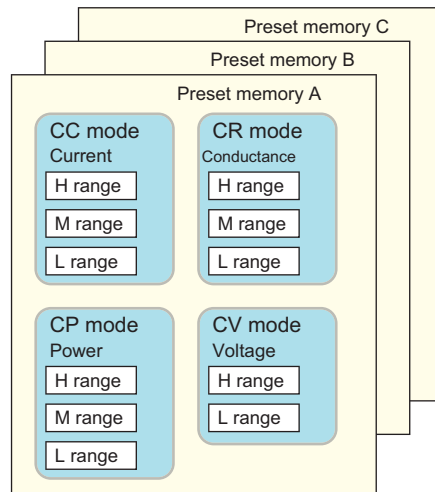 Preset memory C
Preset memory B
Preset memory A
CC mode
Current
H range
M range
L range
CR mode
Conductance
H range
M range
L range
CP mode
Power
H range
M range
L range
CV mode
Voltage
H range
L range